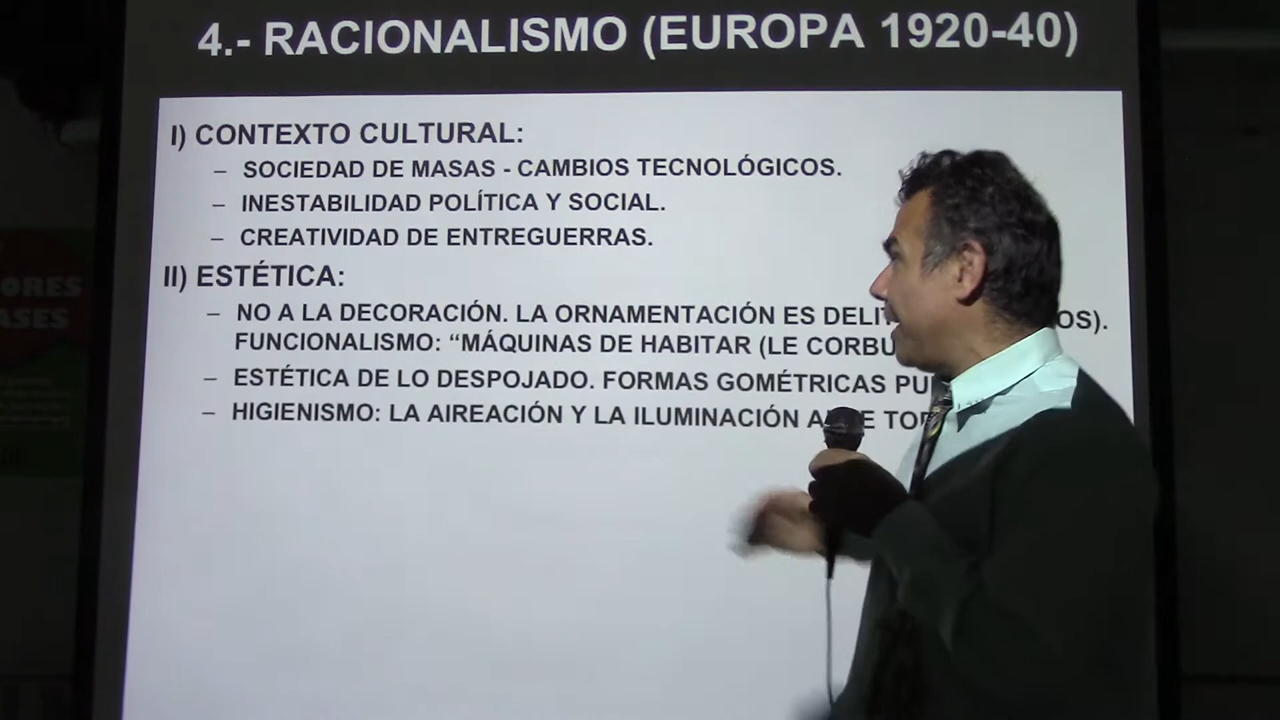 4.- RACIONALISMO (EUROPA 1920-40)
I) CONTEXTO CULTURAL:
– SOCIEDAD DE MASAS - CAMBIOS TECNOLÓGICOS.
– INESTABILIDAD POLÍTICA Y SOCIAL.
– CREATIVIDAD DE ENTREGUERRAS.
II) ESTÉTICA:
– NO A LA DECORACIÓN. LA ORNAMENTACIÓN ES
FUNCIONALISMO: “MÁQUINAS DE HABITAR (LE
– ESTÉTICA DE LO DESPOJADO. FORMAS GOMÉTRICAS
– HIGIENISMO: LA AIREACIÓN Y LA ILUMINACIÓN